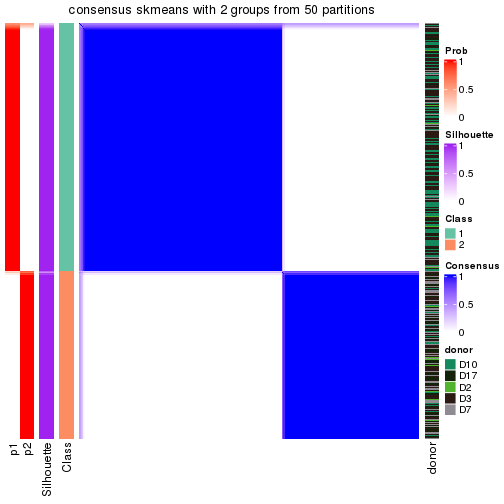 consensus skmeans with 2 groups from 50 partitions
Prob
1
0.5
0
Silhouette
1
0.5
0
Class
1
2
Consensus
1
0.5
0
donor
D10
D17
D2
D3
D7
p1
p2
Silhouette
Class
donor